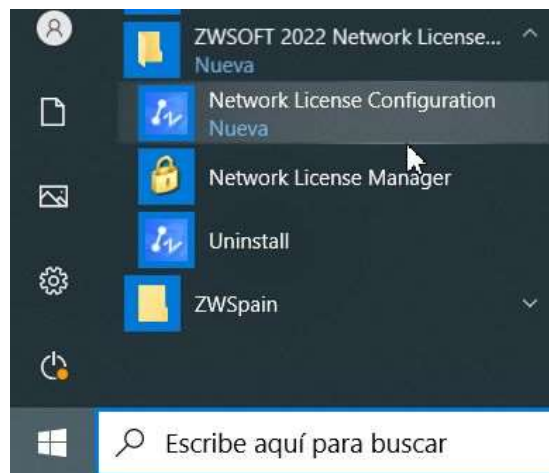 ZWSOFT 2022 Network License...
Nueva
Network License Configuration
Nueva
Network License Manager
Uninstall
ZWSpain
Escribe aquí para buscar